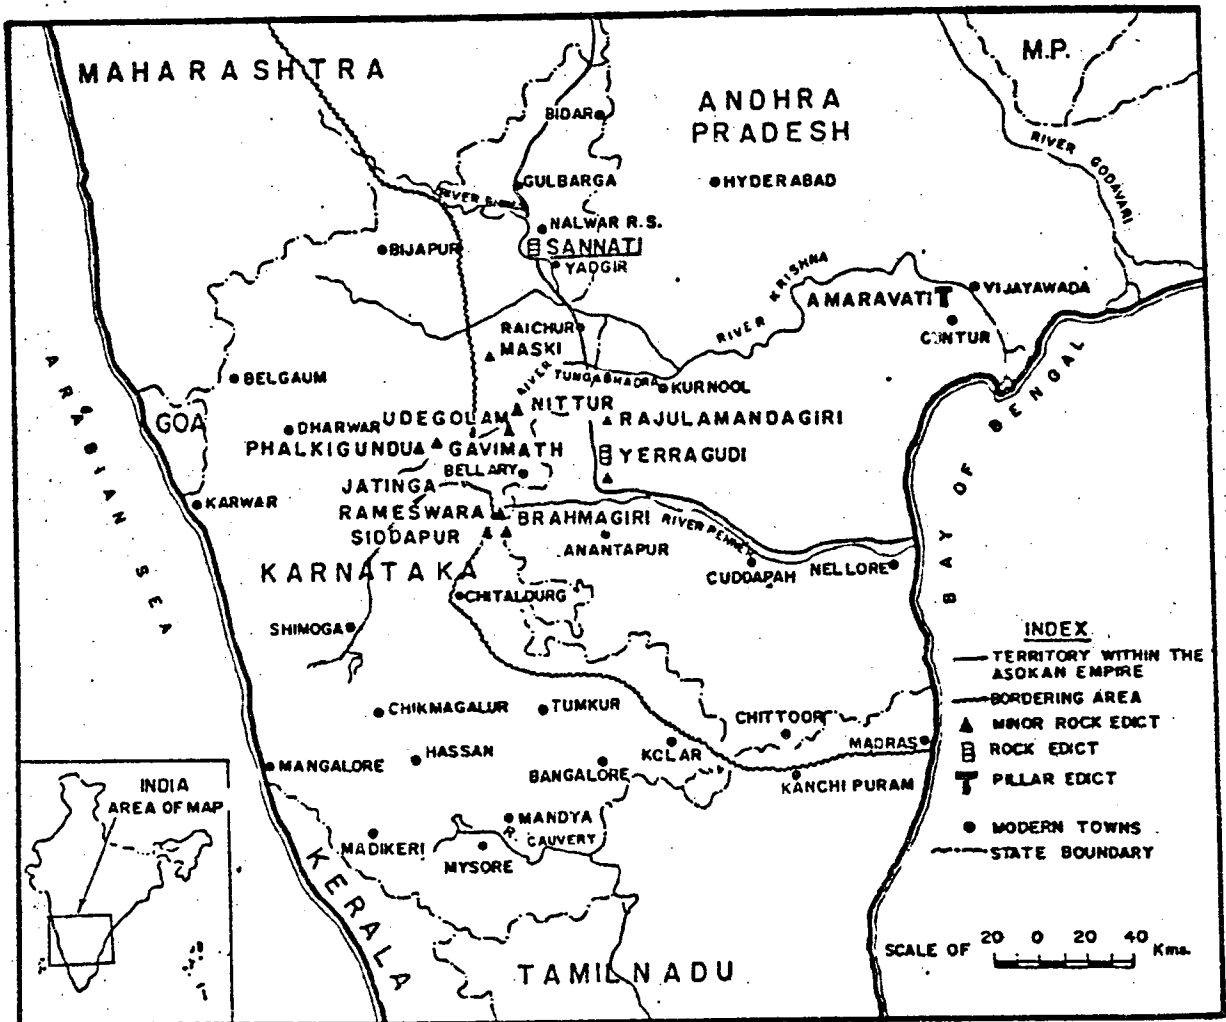 MAHARASHTRA
M.P.
ANDHRA
PRADESH
BIDAR
RIVER GODAVARI
GULBARGA
HYDERABAD
NALWAR R.S.
SANNATI
BIJAPUR
YADGIR
RIVER KRISHNA
AMARAVATI
VIJAYAWADA
RAICHUR
MASKI
BELGAUM
RIVER TUNGABHADRA
KURNOOL
GOA
UDEGOLAM
NITTUR
RAJULAMANDAGIRI
DHARWAR
PHALKIGUNDU
GAVIMATH
YERRAGUDI
BELLARY
JATINGA
RAMESWARA
KARWAR
BRAHMAGIRI
RIVER PENNER
SIDDAPUR
ANANTAPUR
ARABIAN SEA
BAY OF BENGAL
KARNATAKA
CUDDAPAH
NELLORE
CHITALDURG
SHIMOGA
CHIKMAGALUR
TUMKUR
CHITTOOR
MADRAS
HASSAN
KOLAR
MANGALORE
BANGALORE
KANCHI PURAM
MANDYA
R. CAUVERY
MADIKERI
MYSORE
KERALA
TAMILNADU
INDEX
TERRITORY WITHIN THE
ASOKAN EMPIRE
BORDERING AREA
MINOR ROCK EDICT
ROCK EDICT
PILLAR EDICT
MODERN TOWNS
STATE BOUNDARY
SCALE OF 20 0 20 40 Kms.
INDIA
AREA OF MAP